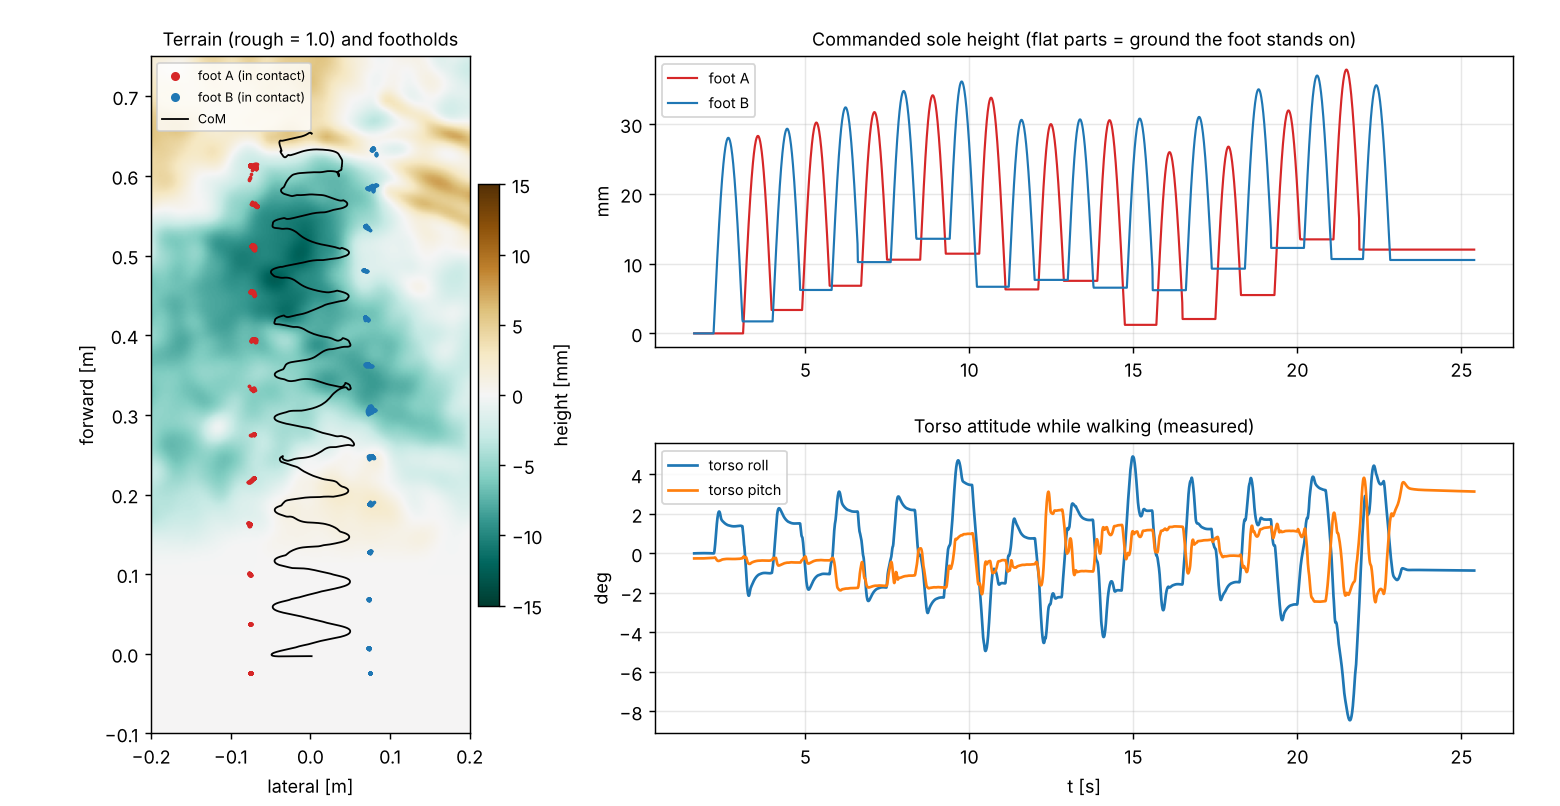 Terrain (rough = 1.0) and footholds
foot A (in contact)
foot B (in contact)
CoM
0.7
0.6
0.5
0.4
0.3
0.2
0.1
0.0
−0.1
−0.2
−0.1
0.0
0.1
0.2
lateral [m]
forward [m]
15
10
5
0
−5
−10
−15
height [mm]
Commanded sole height (flat parts = ground the foot stands on)
foot A
foot B
30
20
10
0
mm
5
10
15
20
25
Torso attitude while walking (measured)
torso roll
torso pitch
4
2
0
−2
−4
−6
−8
deg
5
10
15
20
25
t [s]